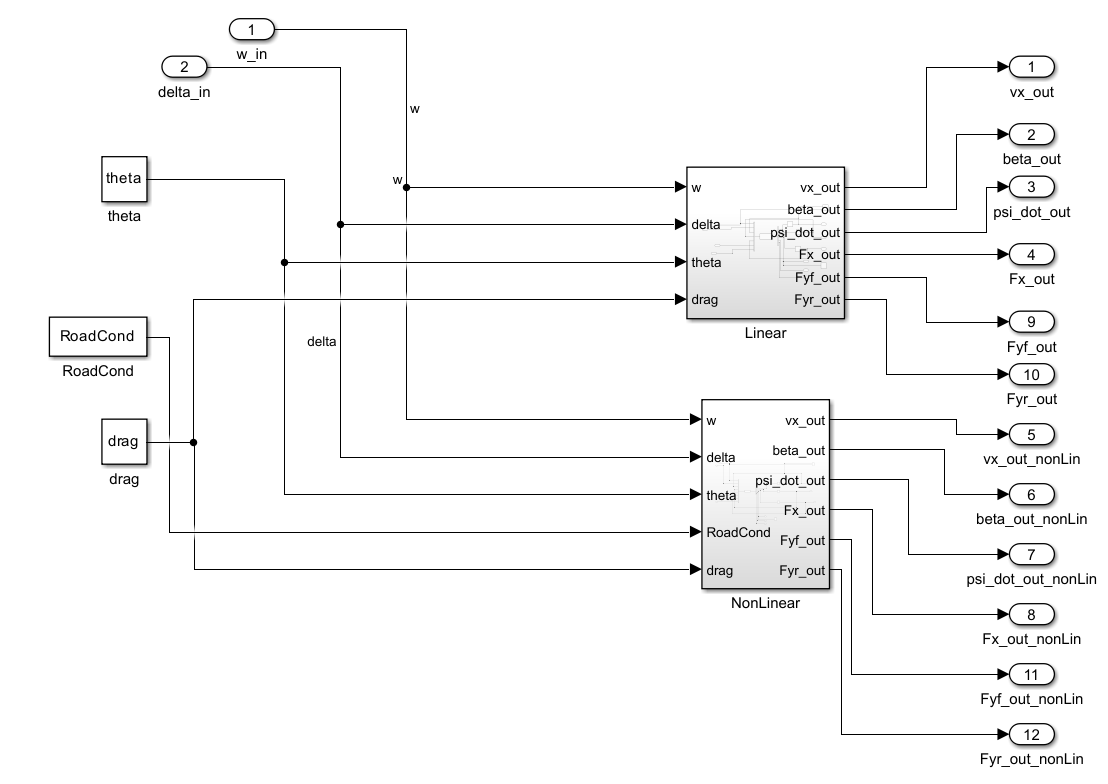 1
w_in
2
delta_in
w
w
theta
theta
delta
RoadCond
RoadCond
drag
drag
w
delta
theta
drag
vx_out
beta_out
psi_dot_out
Fx_out
Fyf_out
Fyr_out
Linear
w
delta
theta
RoadCond
drag
vx_out
beta_out
psi_dot_out
Fx_out
Fyf_out
Fyr_out
NonLinear
1
vx_out
2
beta_out
3
psi_dot_out
4
Fx_out
9
Fyf_out
10
Fyr_out
5
vx_out_nonLin
6
beta_out_nonLin
7
psi_dot_out_nonLin
8
Fx_out_nonLin
11
Fyf_out_nonLin
12
Fyr_out_nonLin